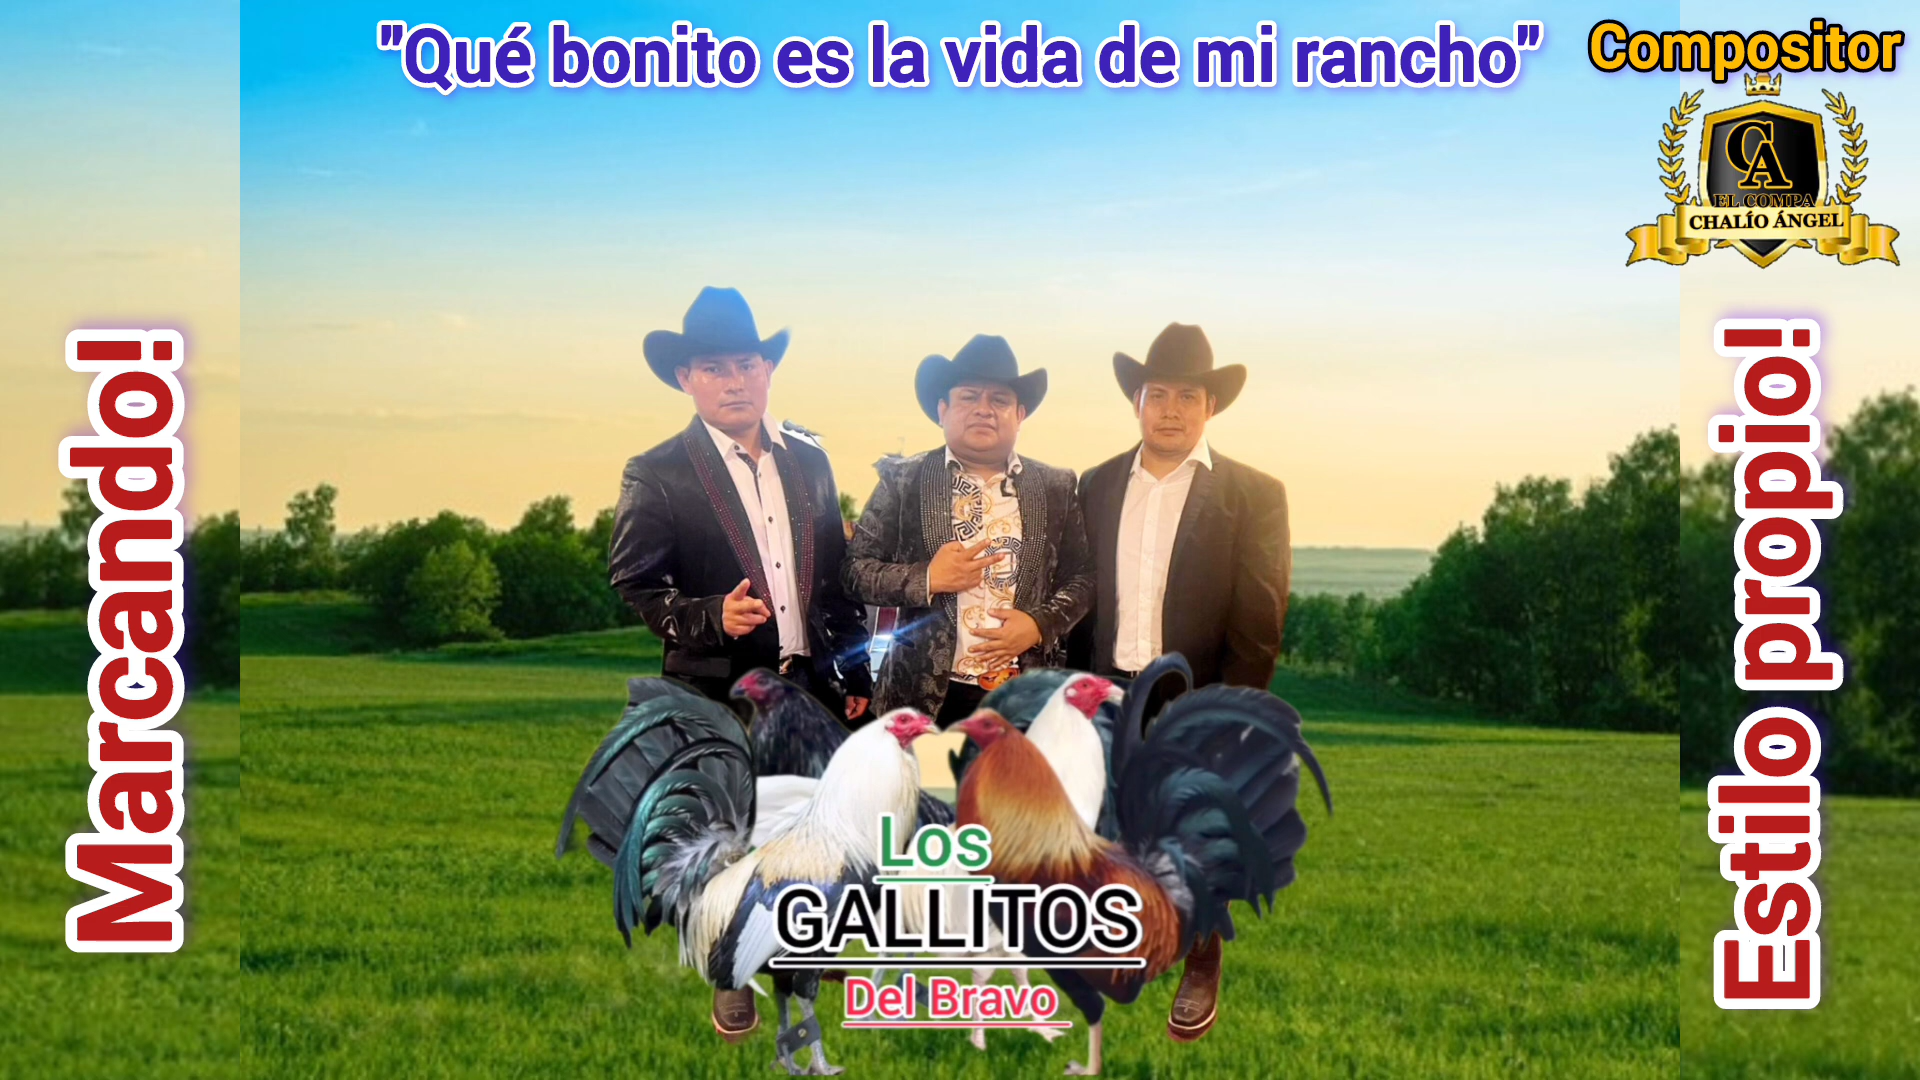 "Qué bonito es la vida de mi rancho"
Compositor
CA
EL COMPA
CHALÍO ÁNGEL
Marcando!
Estilo propio!
Los
GALLITOS
Del Bravo